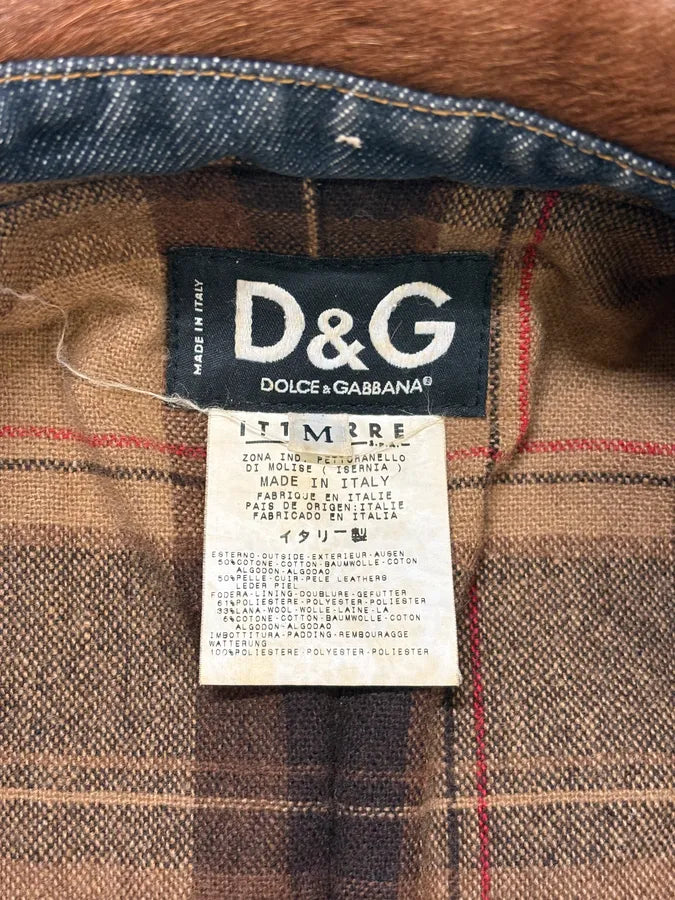 MADE IN ITALY
D&G
DOLCE & GABBANA®
M
S.p.A.
ZONA IND. PETTORANELLO
DI MOLISE ( ISERNIA )
MADE IN ITALY
FABRIQUE EN ITALIE
PAIS DE ORIGEN:ITALIE
FABRICADO EN ITALIA
イタリー製
ESTERNO-OUTSIDE-EXTERIEUR-AUSEN
50%COTONE-COTTON-BAUMWOLLE-COTON
ALGODON-ALGODAO
50%PELLE-CUIR-PELE LEATHERS
LEDER PIEL
FODERA-LINING-DOUBLURE-GEFUTTER
61%POLIESTERE-POLYESTER-POLIESTER
33%LANA-WOOL-WOLLE-LAINE-LA
6%COTONE-COTTON-BAUMWOLLE-COTON
ALGODON-ALGODAO
IMBOTTITURA-PADDING-REMBOURAGGE
WATTERUNG
100%POLIESTERE-POLYESTER-POLIESTER